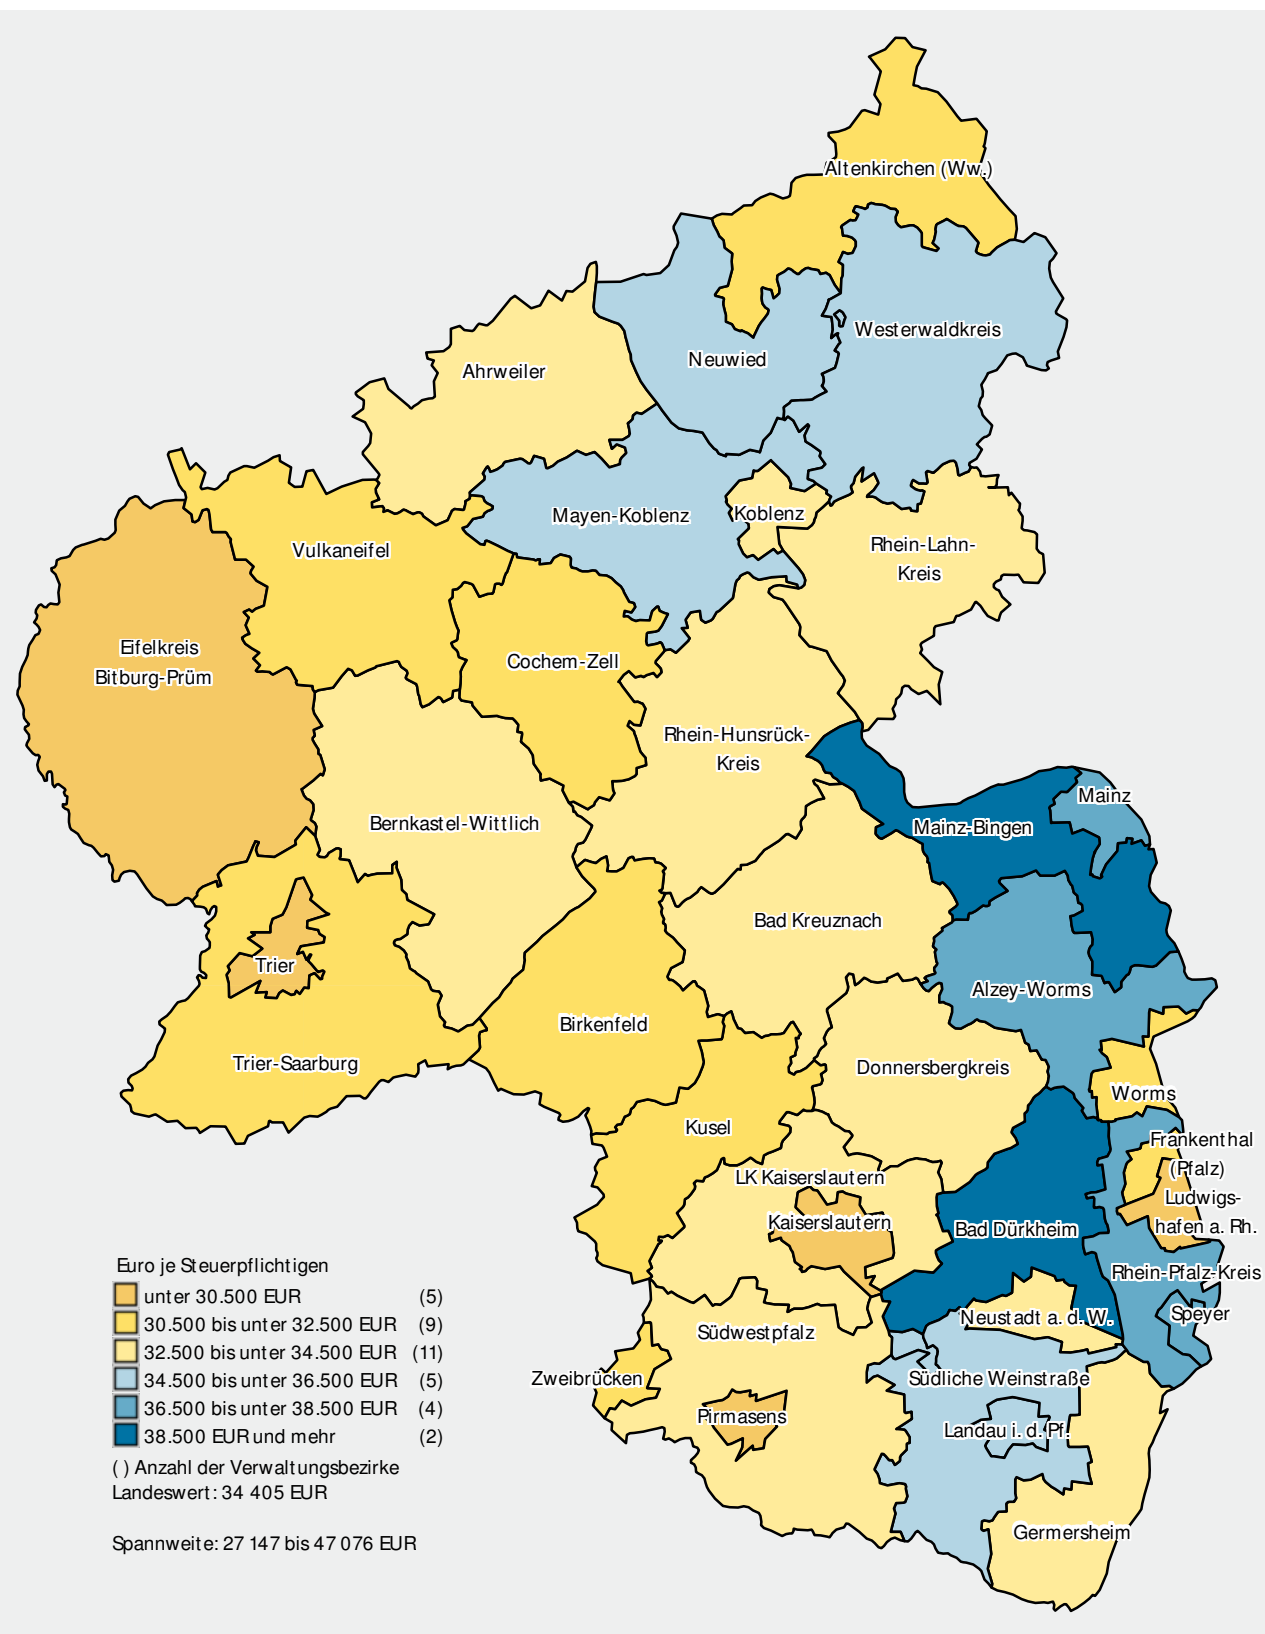 Altenkirchen (Ww.)
Westerwaldkreis
Neuwied
Ahrweiler
Mayen-Koblenz
Koblenz
Rhein-Lahn-
Kreis
Vulkaneifel
Eifelkreis
Bitburg-Prüm
Cochem-Zell
Rhein-Hunsrück-
Kreis
Mainz
Bernkastel-Wittlich
Mainz-Bingen
Bad Kreuznach
Trier
Alzey-Worms
Birkenfeld
Trier-Saarburg
Donnersbergkreis
Worms
Kusel
Frankenthal
(Pfalz)
LK Kaiserslautern
Ludwigs-
hafen a. Rh.
Kaiserslautern
Bad Dürkheim
Rhein-Pfalz-Kreis
Speyer
Neustadt a. d. W.
Südwestpfalz
Zweibrücken
Südliche Weinstraße
Pirmasens
Landau i. d. Pf.
Germersheim
Euro je Steuerpflichtigen
unter 30.500 EUR (5)
30.500 bis unter 32.500 EUR (9)
32.500 bis unter 34.500 EUR (11)
34.500 bis unter 36.500 EUR (5)
36.500 bis unter 38.500 EUR (4)
38.500 EUR und mehr (2)
( ) Anzahl der Verwaltungsbezirke
Landeswert: 34 405 EUR
Spannweite: 27 147 bis 47 076 EUR